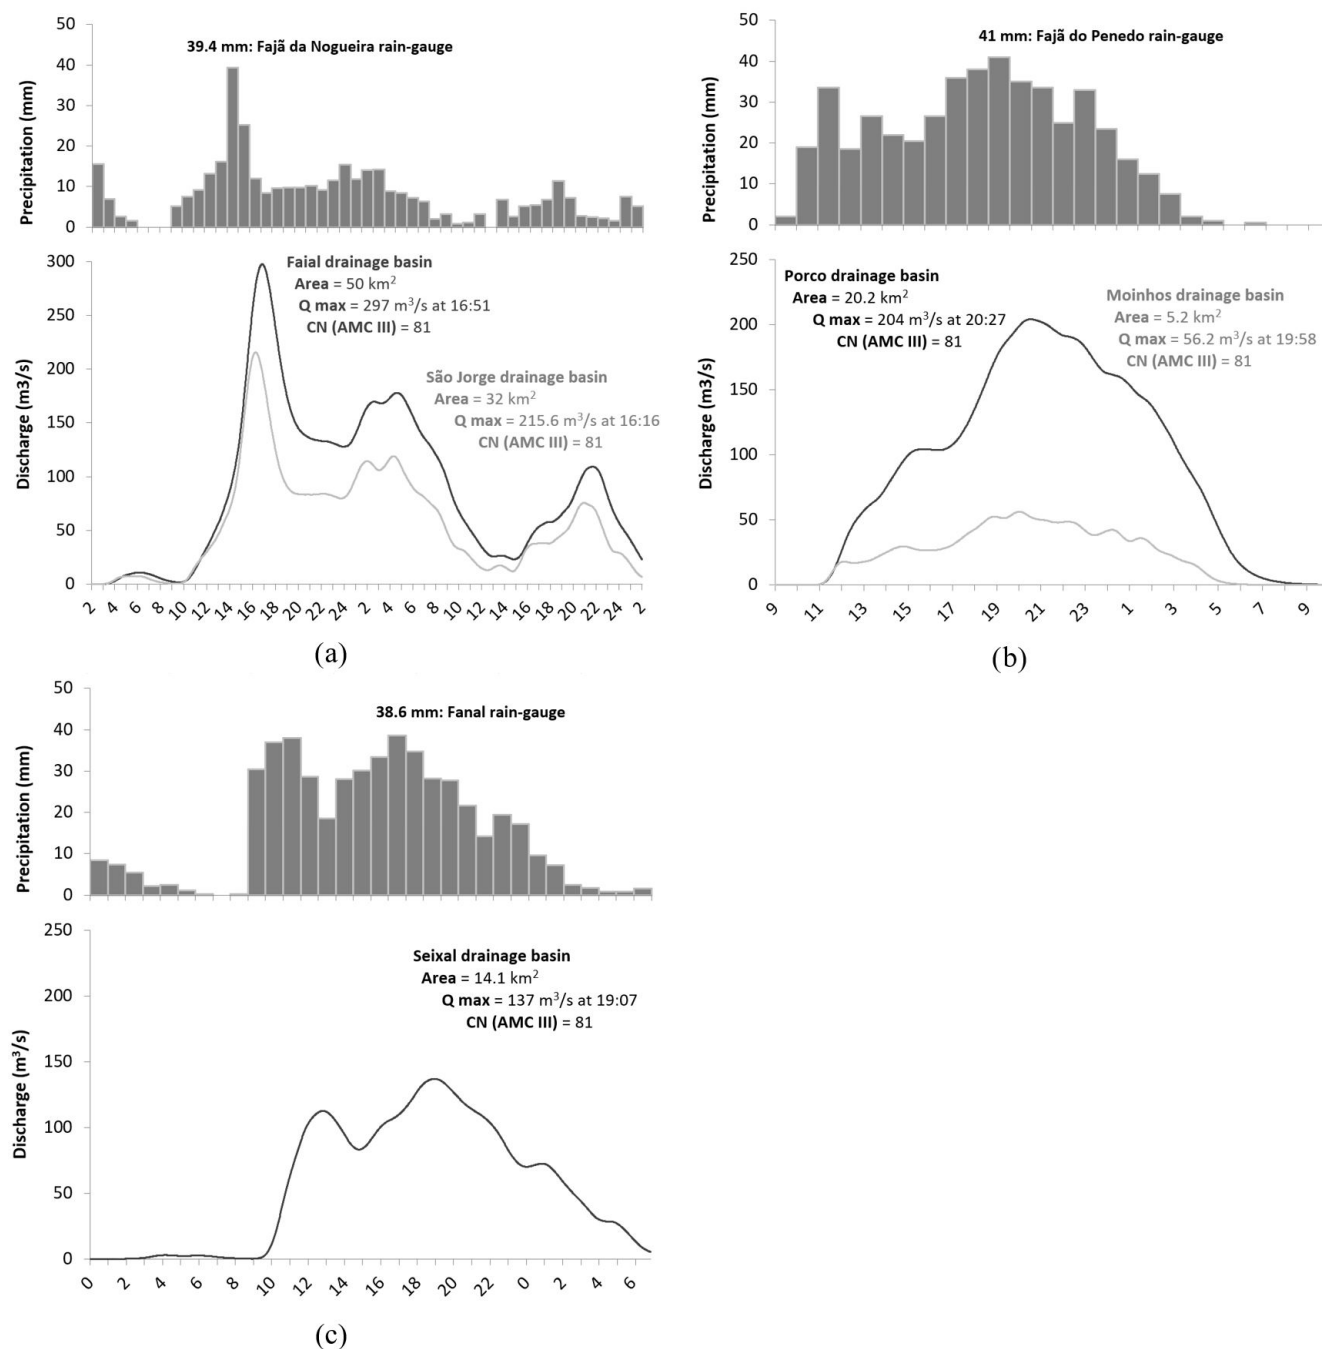 50
40
30
20
10
0
Precipitation (mm)
39.4 mm: Fajã da Nogueira rain-gauge
300
250
200
150
100
50
0
Discharge (m3/s)
Faial drainage basin
Area = 50 km²
Q max = 297 m³/s at 16:51
CN (AMC III) = 81
São Jorge drainage basin
Area = 32 km²
Q max = 215.6 m³/s at 16:16
CN (AMC III) = 81
2 4 6 8 10 12 14 16 18 20 22 24 2 4 6 8 10 12 14 16 18 20 22 24 2
(a)
50
40
30
20
10
0
Precipitation (mm)
41 mm: Fajã do Penedo rain-gauge
250
200
150
100
50
0
Discharge (m3/s)
Porco drainage basin
Area = 20.2 km²
Q max = 204 m³/s at 20:27
CN (AMC III) = 81
Moinhos drainage basin
Area = 5.2 km²
Q max = 56.2 m³/s at 19:58
CN (AMC III) = 81
9 11 13 15 17 19 21 23 1 3 5 7 9
(b)
50
40
30
20
10
0
Precipitation (mm)
38.6 mm: Fanal rain-gauge
250
200
150
100
50
0
Discharge (m³/s)
Seixal drainage basin
Area = 14.1 km²
Q max = 137 m³/s at 19:07
CN (AMC III) = 81
0 2 4 6 8 10 12 14 16 18 20 22 0 2 4 6
(c)